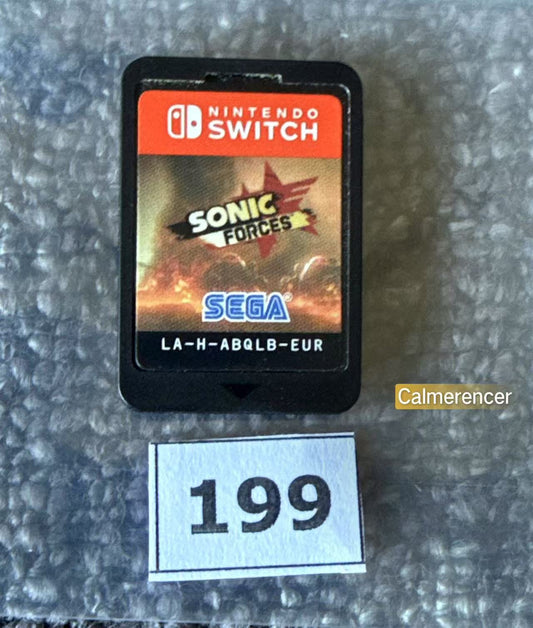 NINTENDO
SWITCH
SONIC
FORCES
SEGA®
LA-H-ABQLB-EUR
Calmerencer
199